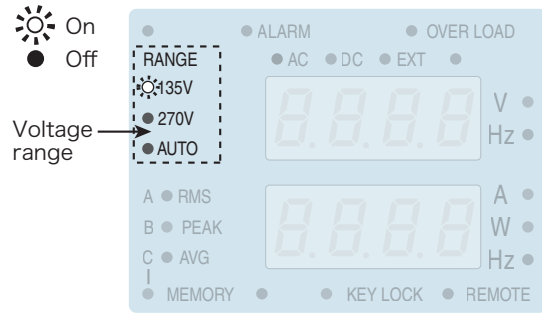 On
Off
ALARM
OVER LOAD
RANGE
AC
DC
EXT
135V
270V
AUTO
V
Hz
Voltage
range
A
RMS
B
PEAK
C
AVG
A
W
Hz
MEMORY
KEY LOCK
REMOTE